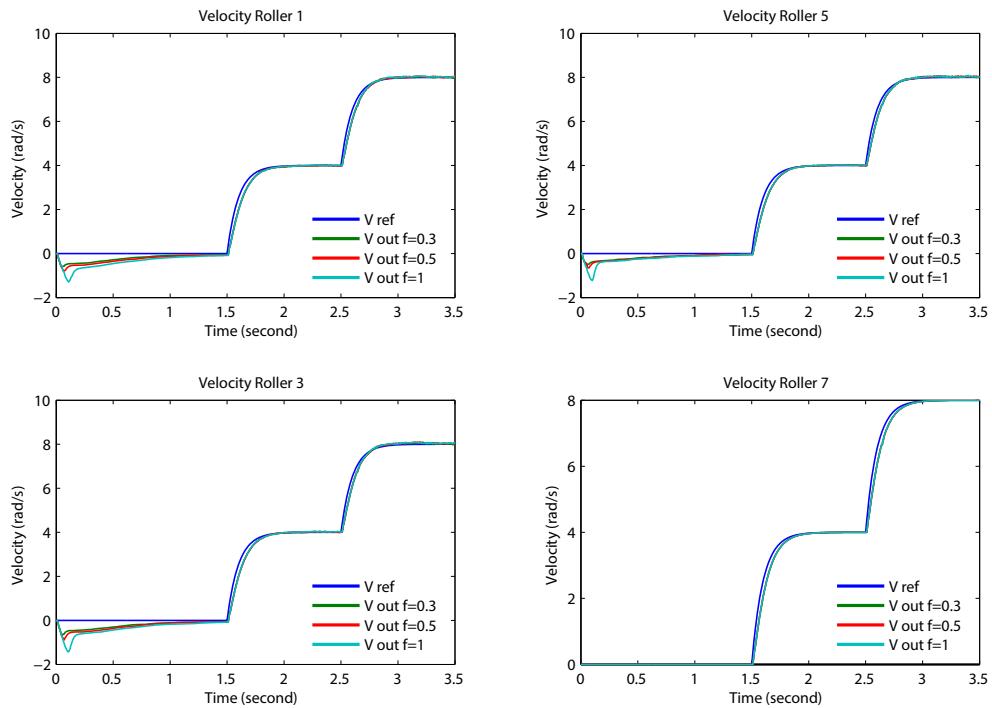 Velocity Roller 1
10
8
6
4
2
0
−2
0 0.5 1 1.5 2 2.5 3 3.5
Velocity (rad/s)
Time (second)
V ref
V out f=0.3
V out f=0.5
V out f=1
Velocity Roller 5
10
8
6
4
2
0
−2
0 0.5 1 1.5 2 2.5 3 3.5
Velocity (rad/s)
Time (second)
V ref
V out f=0.3
V out f=0.5
V out f=1
Velocity Roller 3
10
8
6
4
2
0
−2
0 0.5 1 1.5 2 2.5 3 3.5
Velocity (rad/s)
Time (second)
V ref
V out f=0.3
V out f=0.5
V out f=1
Velocity Roller 7
8
6
4
2
0
0 0.5 1 1.5 2 2.5 3 3.5
Velocity (rad/s)
Time (second)
V ref
V out f=0.3
V out f=0.5
V out f=1